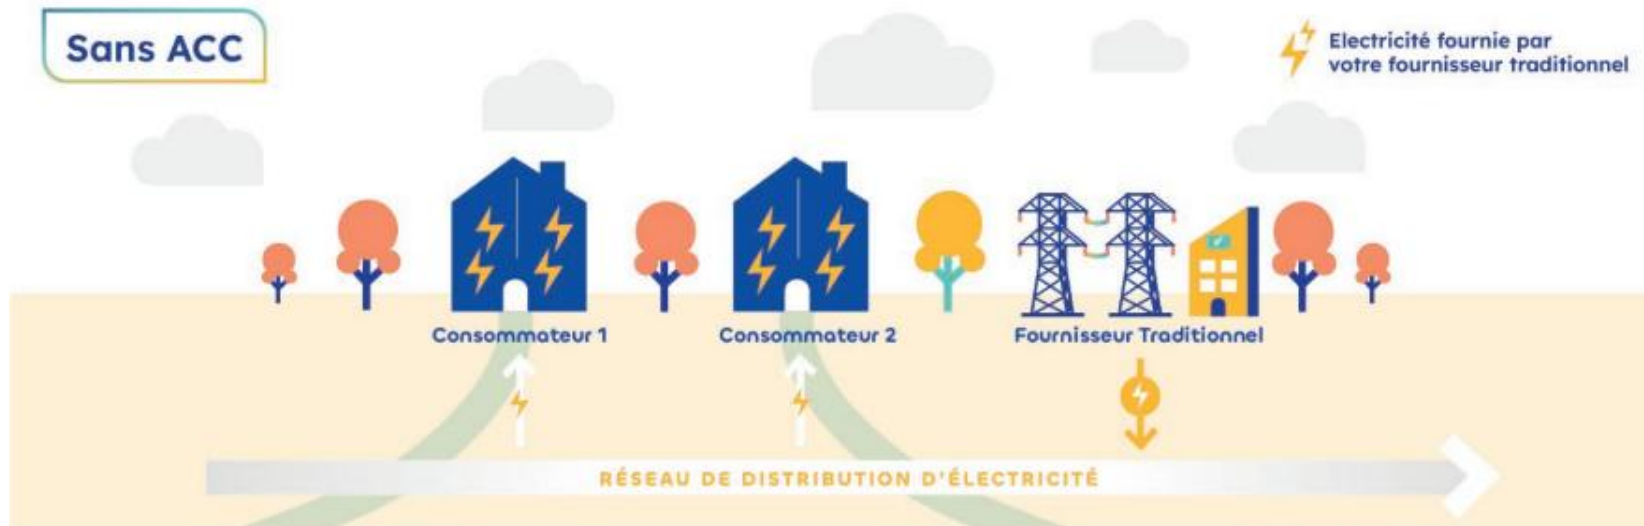 Sans ACC
Electricité fournie par
votre fournisseur traditionnel
Consommateur 1
Consommateur 2
Fournisseur Traditionnel
RÉSEAU DE DISTRIBUTION D'ÉLECTRICITÉ